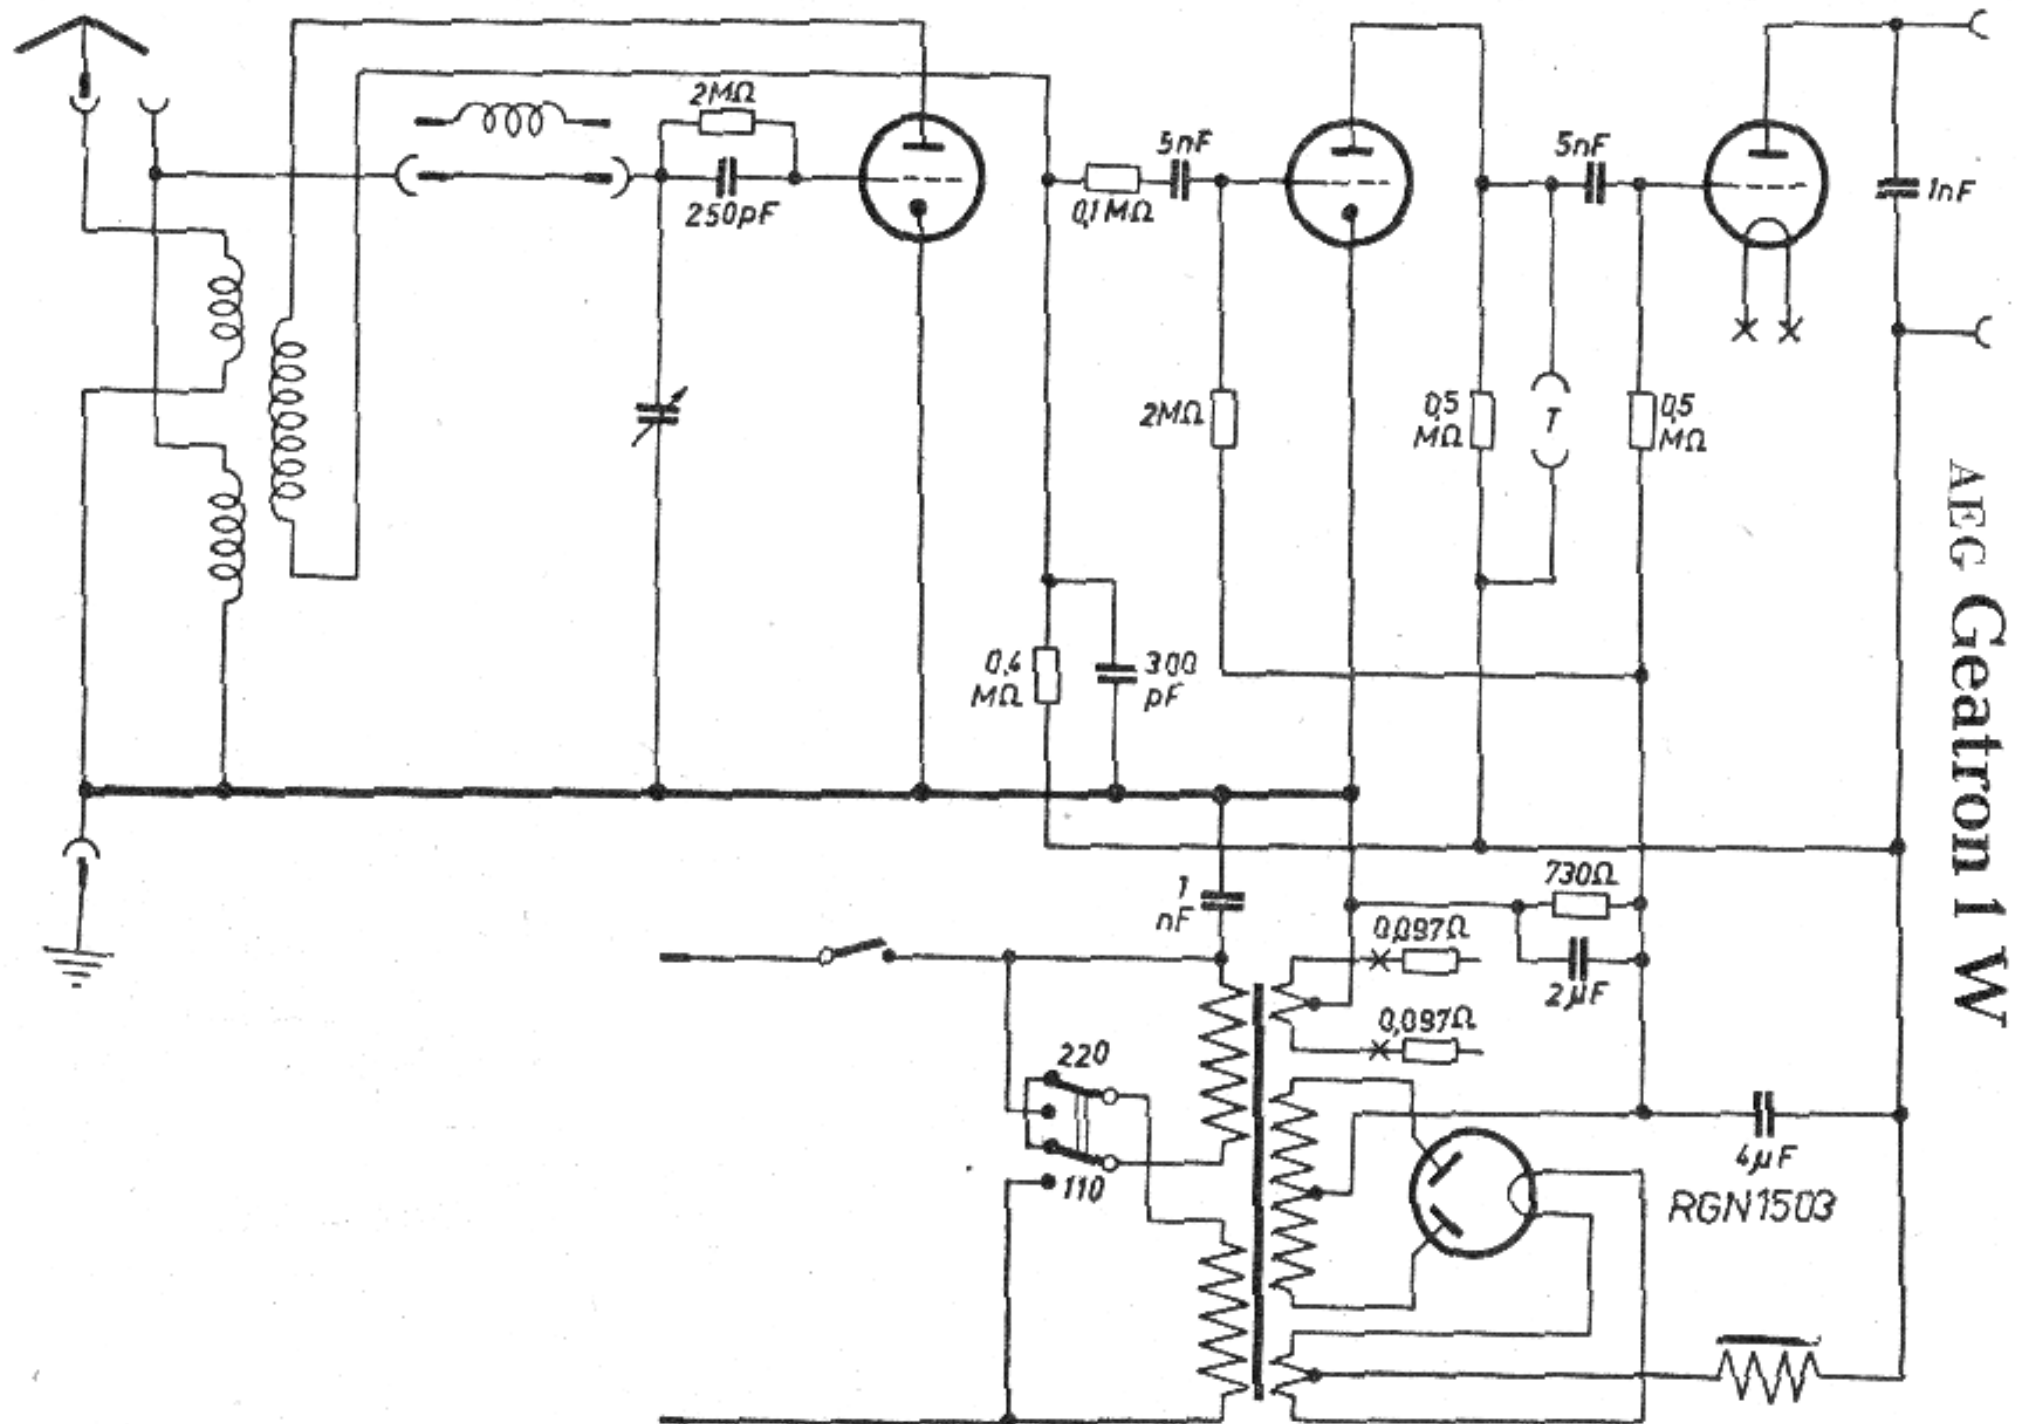 2MΩ
250pF
0,1MΩ
5nF
5nF
1nF
2MΩ
0,5
MΩ
T
0,5
MΩ
0,4
MΩ
300
pF
1
nF
730Ω
0,097Ω
2µF
0,097Ω
220
110
4µF
RGN1503
AEG Geatron 1 W